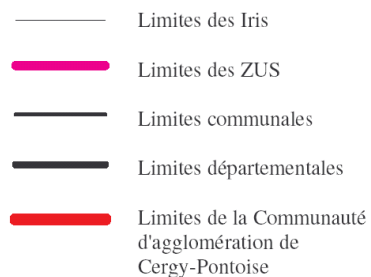 Limites des Iris
Limites des ZUS
Limites communales
Limites départementales
Limites de la Communauté
d'agglomération de
Cergy-Pontoise